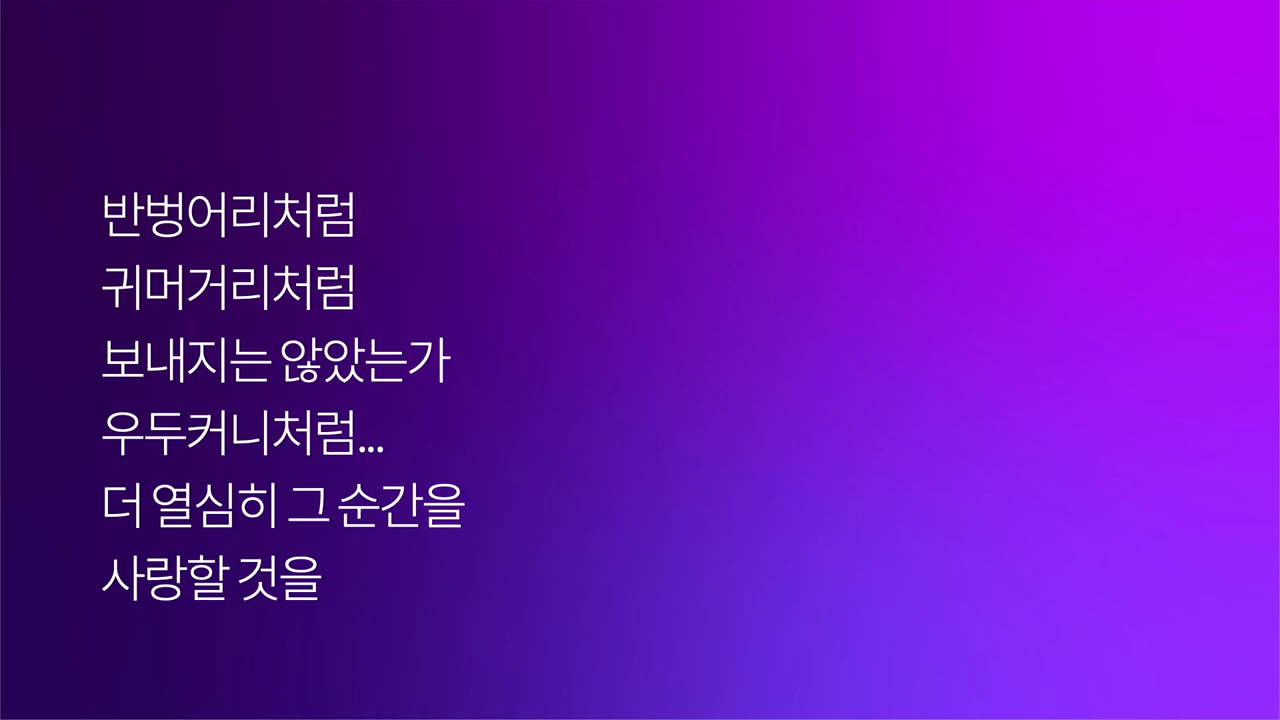 반벙어리처럼
귀머거리처럼
보내지는 않았는가
우두커니처럼...
더 열심히 그 순간을
사랑할 것을